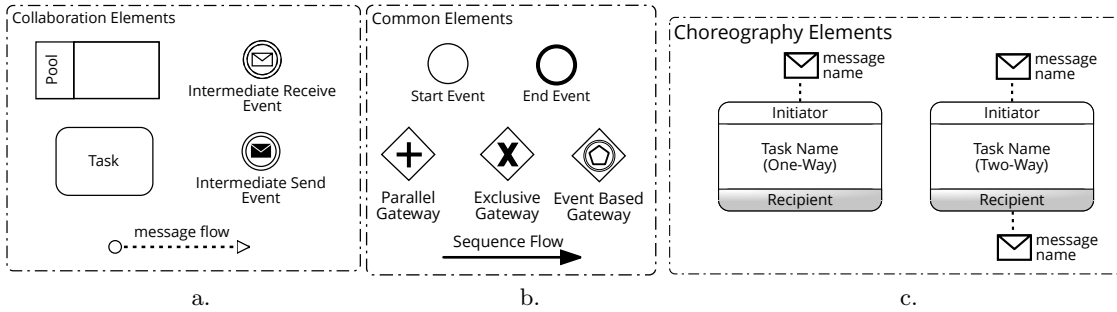 Collaboration Elements
Pool
Intermediate Receive
Event
Task
Intermediate Send
Event
message flow
a.
Common Elements
Start Event
End Event
Parallel
Gateway
Exclusive
Gateway
Event Based
Gateway
Sequence Flow
b.
Choreography Elements
message
name
Initiator
Task Name
(One-Way)
Recipient
message
name
Initiator
Task Name
(Two-Way)
Recipient
message
name
c.